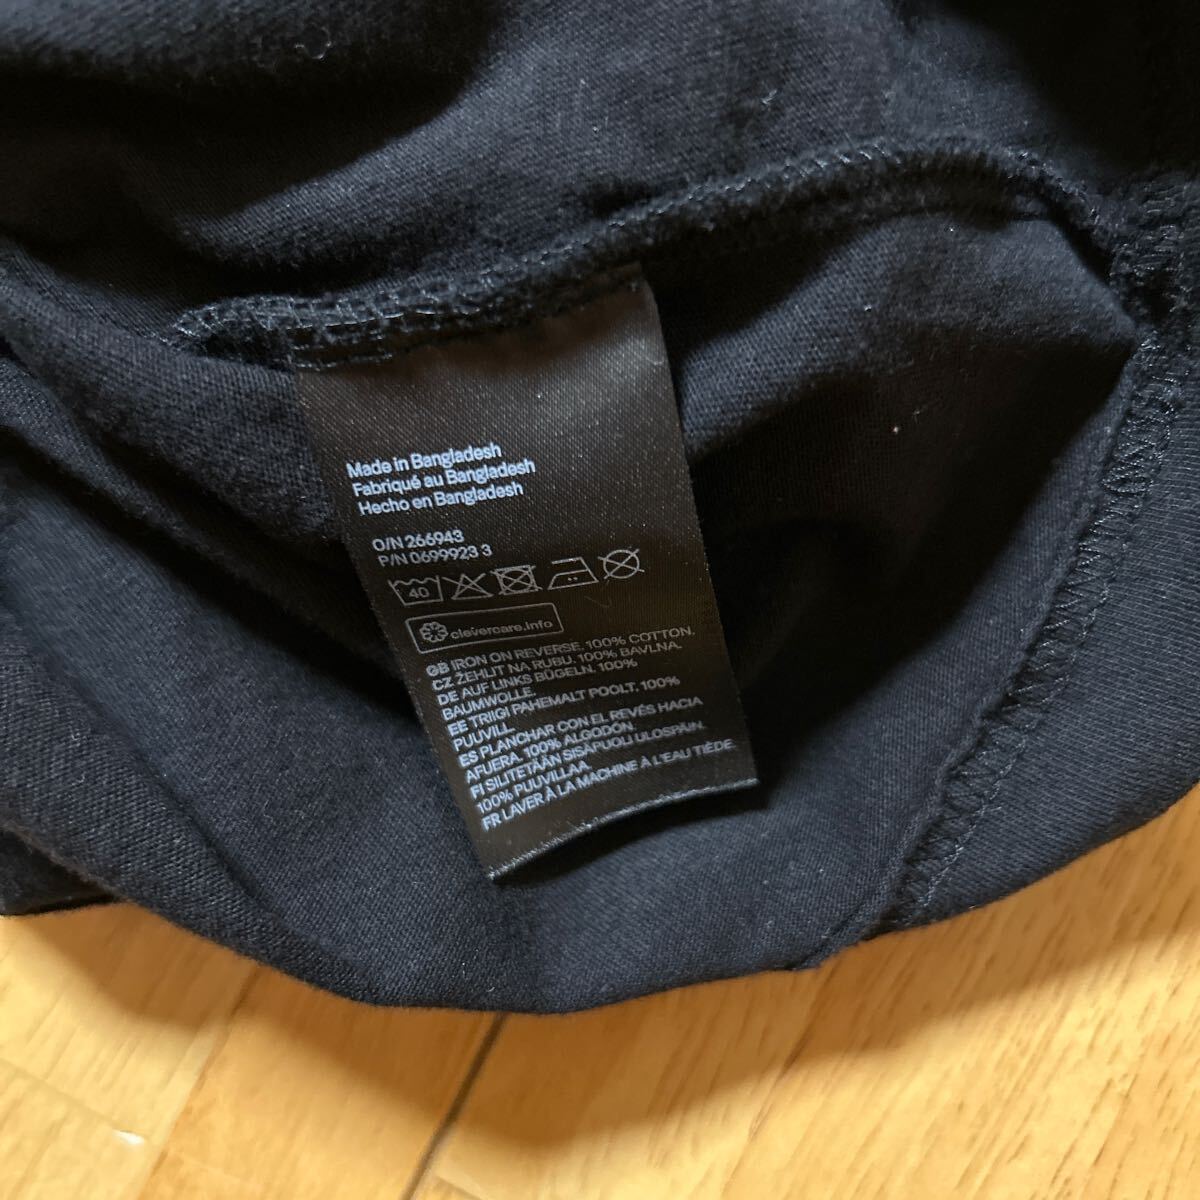 Made in Bangladesh
Fabriqué au Bangladesh
Hecho en Bangladesh
O/N 266943
P/N 0699923 3
40
clevercare.info
GB IRON ON REVERSE. 100% COTTON.
CZ ŽEHLIT NA RUBU. 100% BAVLNA.
DE AUF LINKS BÜGELN. 100%
BAUMWOLLE.
EE TRIIGI PAHEMALT POOLT. 100%
PUUVILL.
ES PLANCHAR CON EL REVÉS HACIA
AFUERA. 100% ALGODÓN.
FI SILITETÄÄN SISÄPUOLI ULOSPÄIN.
100% PUUVILLAA.
FR LAVER À LA MACHINE À L'EAU TIÈDE.